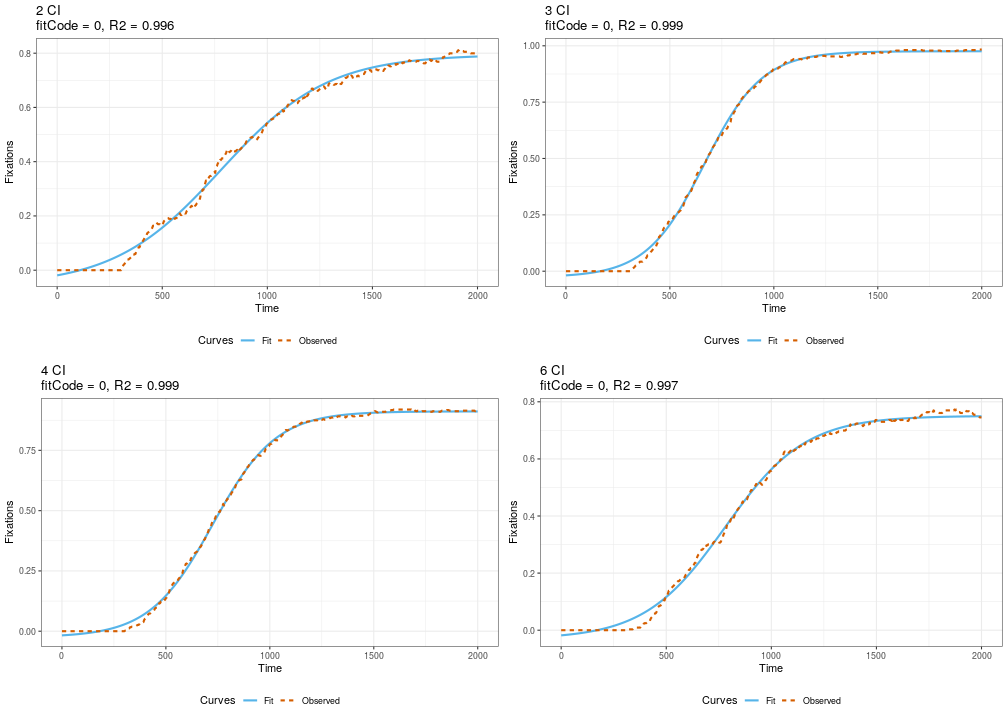 2 CI
fitCode = 0, R2 = 0.996
Fixations
0.8
0.6
0.4
0.2
0.0
0 500 1000 1500 2000
Time
Curves Fit Observed
3 CI
fitCode = 0, R2 = 0.999
Fixations
1.00
0.75
0.50
0.25
0.00
0 500 1000 1500 2000
Time
Curves Fit Observed
4 CI
fitCode = 0, R2 = 0.999
Fixations
0.75
0.50
0.25
0.00
0 500 1000 1500 2000
Time
Curves Fit Observed
6 CI
fitCode = 0, R2 = 0.997
Fixations
0.8
0.6
0.4
0.2
0.0
0 500 1000 1500 2000
Time
Curves Fit Observed